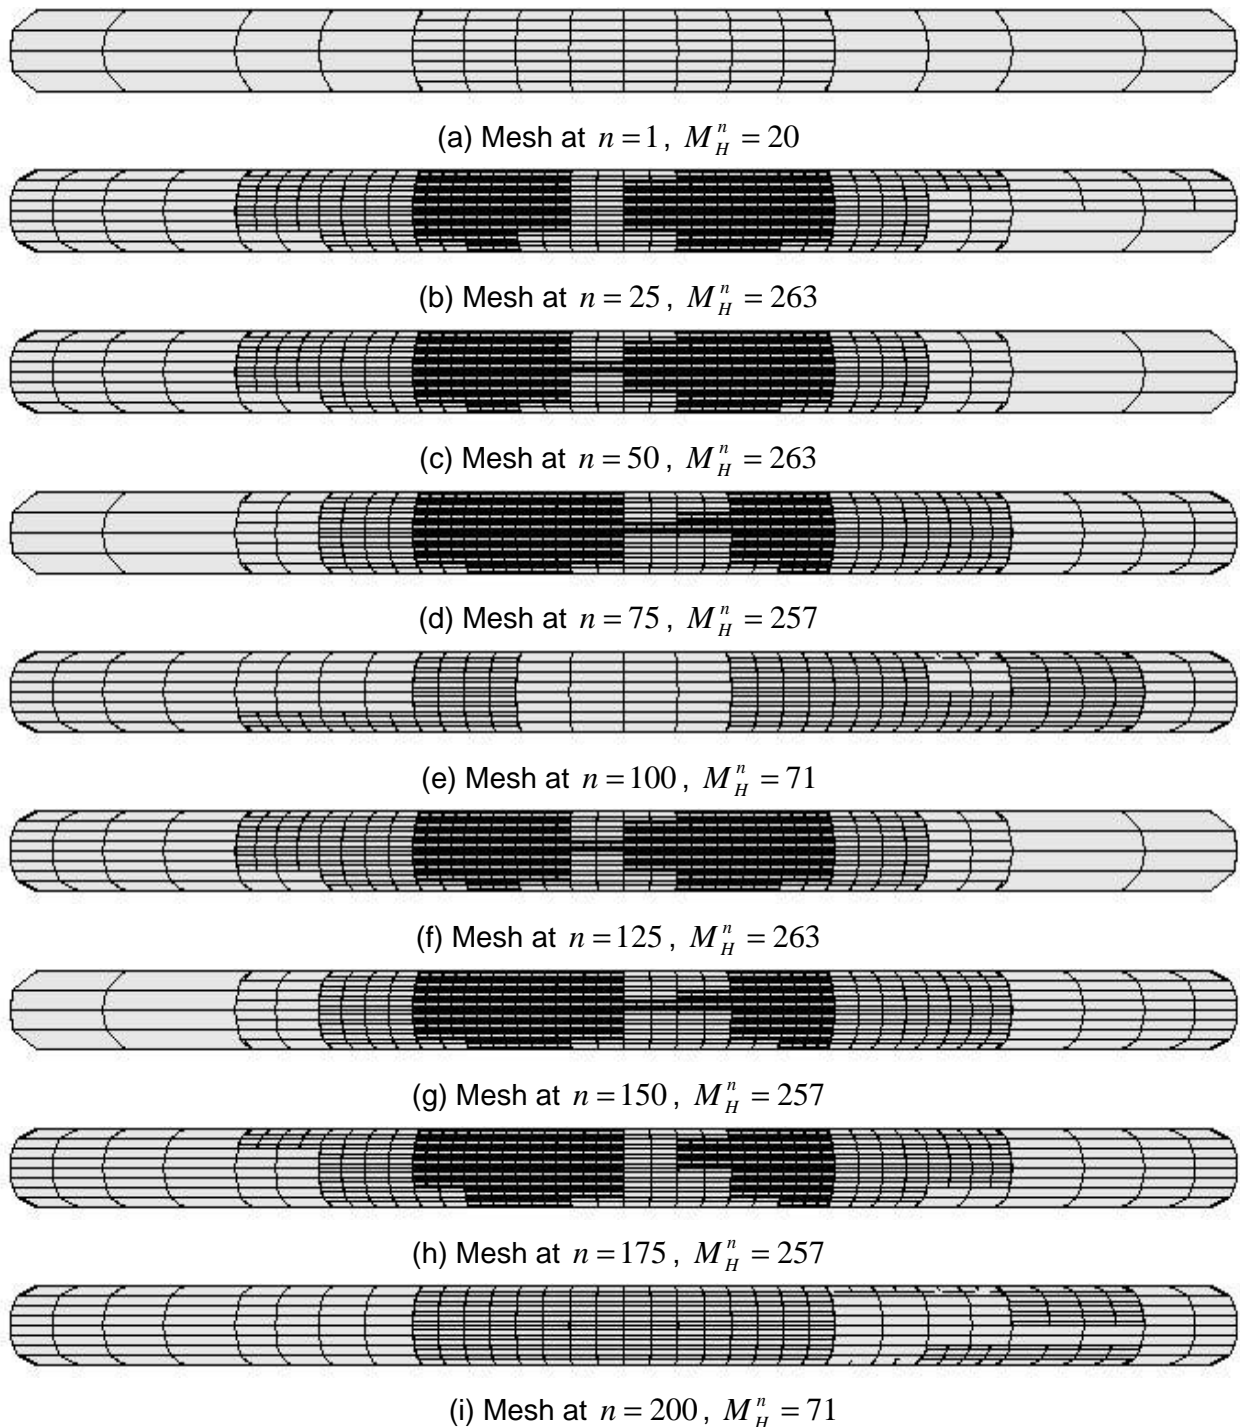 (a) Mesh at n = 1, M_H^n = 20
(b) Mesh at n = 25, M_H^n = 263
(c) Mesh at n = 50, M_H^n = 263
(d) Mesh at n = 75, M_H^n = 257
(e) Mesh at n = 100, M_H^n = 71
(f) Mesh at n = 125, M_H^n = 263
(g) Mesh at n = 150, M_H^n = 257
(h) Mesh at n = 175, M_H^n = 257
(i) Mesh at n = 200, M_H^n = 71